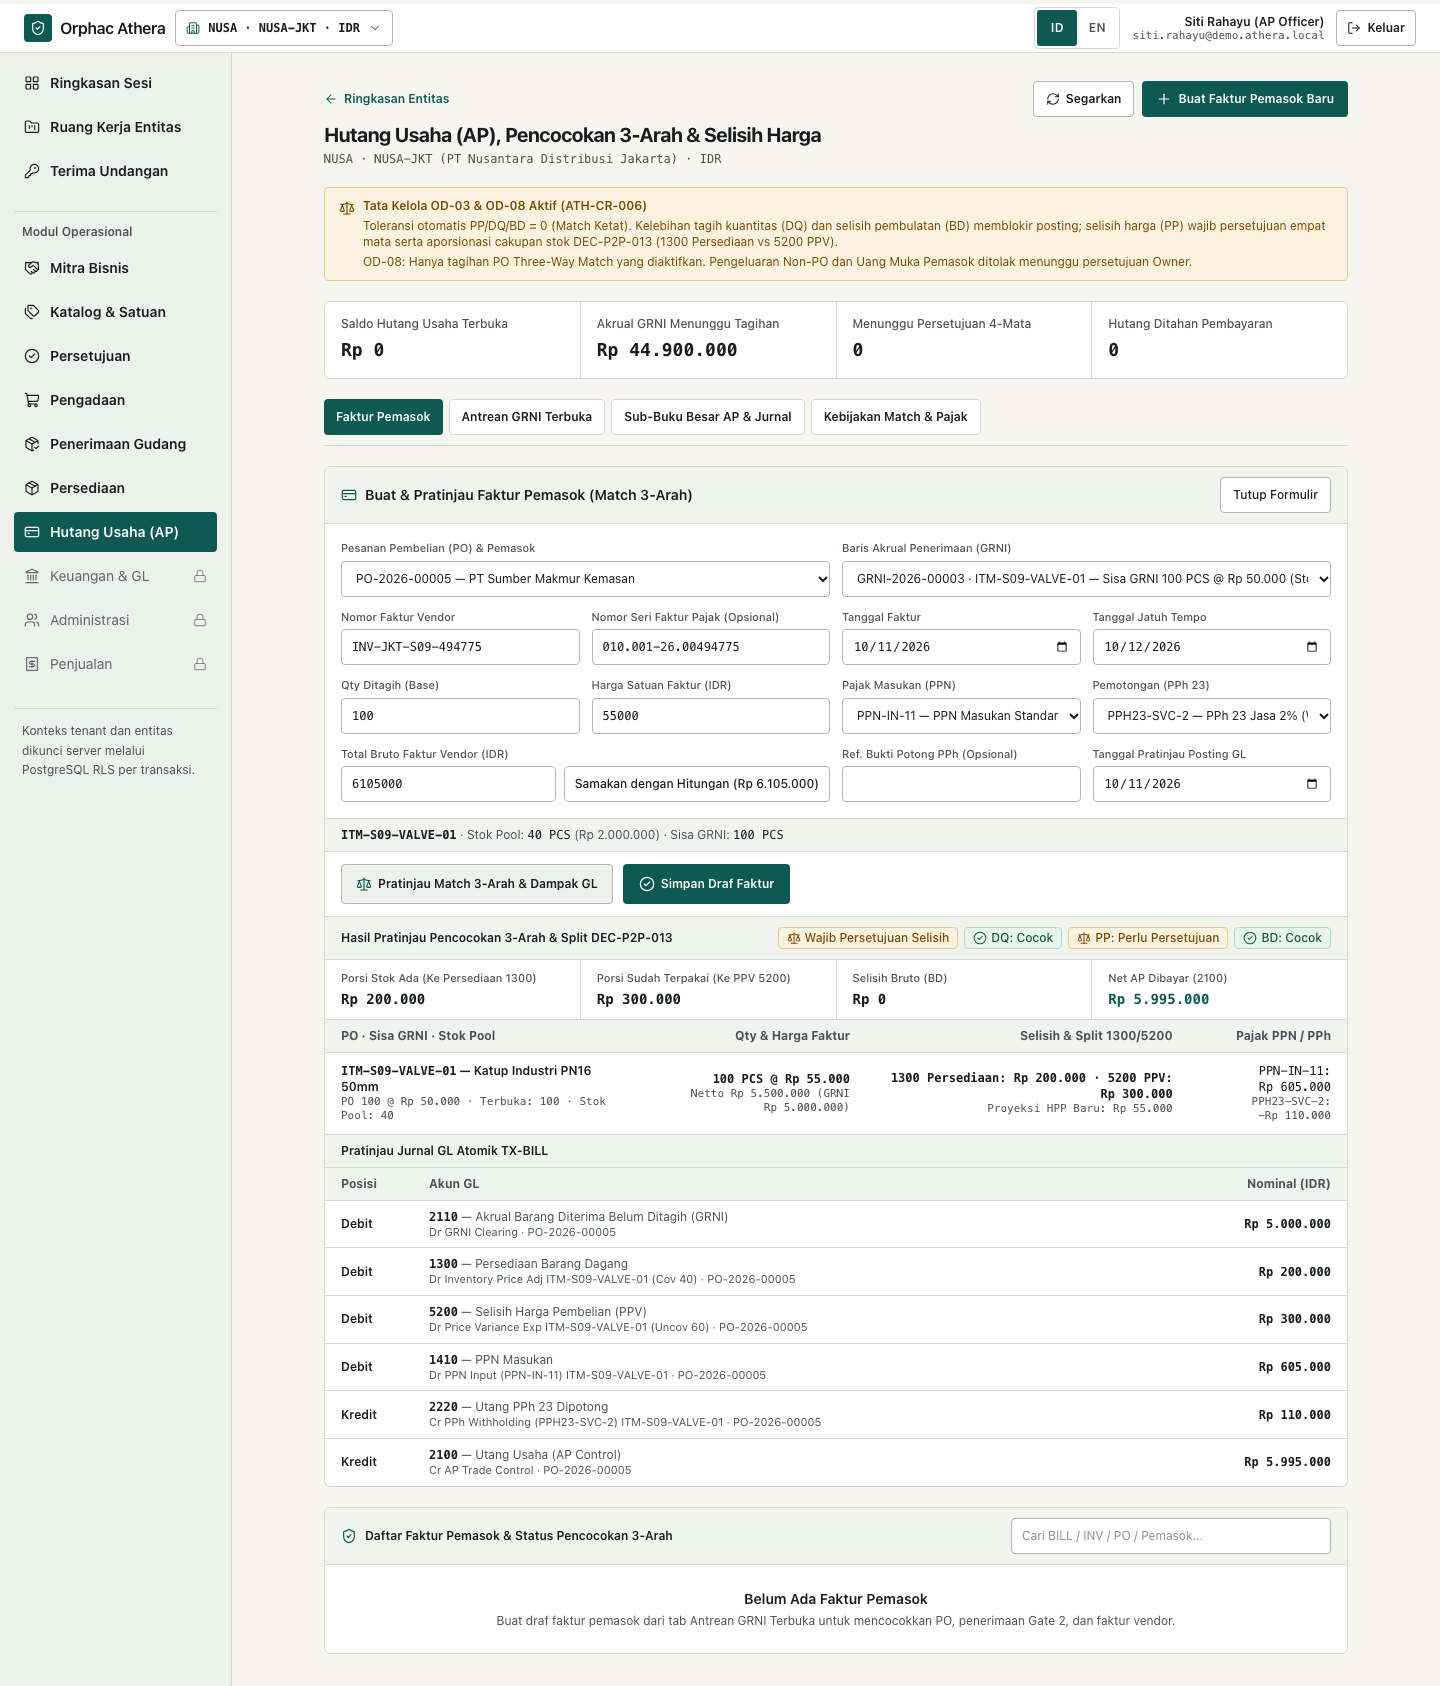 Orphac Athera
NUSA · NUSA-JKT · IDR
ID
EN
Siti Rahayu (AP Officer)
siti.rahayu@demo.athera.local
Keluar
Ringkasan Sesi
Ruang Kerja Entitas
Terima Undangan
Modul Operasional
Mitra Bisnis
Katalog & Satuan
Persetujuan
Pengadaan
Penerimaan Gudang
Persediaan
Hutang Usaha (AP)
Keuangan & GL
Administrasi
Penjualan
Konteks tenant dan entitas
dikunci server melalui
PostgreSQL RLS per transaksi.
Ringkasan Entitas
Segarkan
Buat Faktur Pemasok Baru
Hutang Usaha (AP), Pencocokan 3-Arah & Selisih Harga
NUSA · NUSA-JKT (PT Nusantara Distribusi Jakarta) · IDR
Tata Kelola OD-03 & OD-08 Aktif (ATH-CR-006)
Toleransi otomatis PP/DQ/BD = 0 (Match Ketat). Kelebihan tagih kuantitas (DQ) dan selisih pembulatan (BD) memblokir posting; selisih harga (PP) wajib persetujuan empat
mata serta aporsionasi cakupan stok DEC-P2P-013 (1300 Persediaan vs 5200 PPV).
OD-08: Hanya tagihan PO Three-Way Match yang diaktifkan. Pengeluaran Non-PO dan Uang Muka Pemasok ditolak menunggu persetujuan Owner.
Saldo Hutang Usaha Terbuka
Rp 0
Akrual GRNI Menunggu Tagihan
Rp 44.900.000
Menunggu Persetujuan 4-Mata
0
Hutang Ditahan Pembayaran
0
Faktur Pemasok
Antrean GRNI Terbuka
Sub-Buku Besar AP & Jurnal
Kebijakan Match & Pajak
Buat & Pratinjau Faktur Pemasok (Match 3-Arah)
Tutup Formulir
Pesanan Pembelian (PO) & Pemasok
PO-2026-00005 — PT Sumber Makmur Kemasan
Baris Akrual Penerimaan (GRNI)
GRNI-2026-00003 · ITM-S09-VALVE-01 — Sisa GRNI 100 PCS @ Rp 50.000 (Sto
Nomor Faktur Vendor
INV-JKT-S09-494775
Nomor Seri Faktur Pajak (Opsional)
010.001-26.00494775
Tanggal Faktur
10/11/2026
Tanggal Jatuh Tempo
10/12/2026
Qty Ditagih (Base)
100
Harga Satuan Faktur (IDR)
55000
Pajak Masukan (PPN)
PPN-IN-11 — PPN Masukan Standar
Pemotongan (PPh 23)
PPH23-SVC-2 — PPh 23 Jasa 2% (
Total Bruto Faktur Vendor (IDR)
6105000
Samakan dengan Hitungan (Rp 6.105.000)
Ref. Bukti Potong PPh (Opsional)
Tanggal Pratinjau Posting GL
10/11/2026
ITM-S09-VALVE-01 · Stok Pool: 40 PCS (Rp 2.000.000) · Sisa GRNI: 100 PCS
Pratinjau Match 3-Arah & Dampak GL
Simpan Draf Faktur
Hasil Pratinjau Pencocokan 3-Arah & Split DEC-P2P-013
Wajib Persetujuan Selisih
DQ: Cocok
PP: Perlu Persetujuan
BD: Cocok
Porsi Stok Ada (Ke Persediaan 1300)
Rp 200.000
Porsi Sudah Terpakai (Ke PPV 5200)
Rp 300.000
Selisih Bruto (BD)
Rp 0
Net AP Dibayar (2100)
Rp 5.995.000
PO · Sisa GRNI · Stok Pool
Qty & Harga Faktur
Selisih & Split 1300/5200
Pajak PPN / PPh
ITM-S09-VALVE-01 — Katup Industri PN16
50mm
PO 100 @ Rp 50.000 · Terbuka: 100 · Stok
Pool: 40
100 PCS @ Rp 55.000
Netto Rp 5.500.000 (GRNI
Rp 5.000.000)
1300 Persediaan: Rp 200.000 · 5200 PPV:
Rp 300.000
Proyeksi HPP Baru: Rp 55.000
PPN-IN-11:
Rp 605.000
PPH23-SVC-2:
-Rp 110.000
Pratinjau Jurnal GL Atomik TX-BILL
Posisi
Akun GL
Nominal (IDR)
Debit
2110 — Akrual Barang Diterima Belum Ditagih (GRNI)
Dr GRNI Clearing · PO-2026-00005
Rp 5.000.000
Debit
1300 — Persediaan Barang Dagang
Dr Inventory Price Adj ITM-S09-VALVE-01 (Cov 40) · PO-2026-00005
Rp 200.000
Debit
5200 — Selisih Harga Pembelian (PPV)
Dr Price Variance Exp ITM-S09-VALVE-01 (Uncov 60) · PO-2026-00005
Rp 300.000
Debit
1410 — PPN Masukan
Dr PPN Input (PPN-IN-11) ITM-S09-VALVE-01 · PO-2026-00005
Rp 605.000
Kredit
2220 — Utang PPh 23 Dipotong
Cr PPh Withholding (PPH23-SVC-2) ITM-S09-VALVE-01 · PO-2026-00005
Rp 110.000
Kredit
2100 — Utang Usaha (AP Control)
Cr AP Trade Control · PO-2026-00005
Rp 5.995.000
Daftar Faktur Pemasok & Status Pencocokan 3-Arah
Cari BILL / INV / PO / Pemasok...
Belum Ada Faktur Pemasok
Buat draf faktur pemasok dari tab Antrean GRNI Terbuka untuk mencocokkan PO, penerimaan Gate 2, dan faktur vendor.